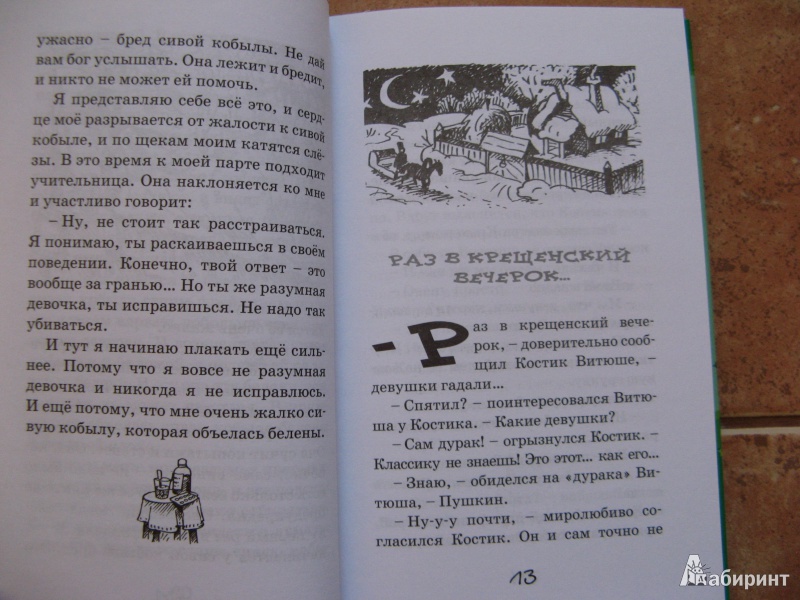 ужасно – бред сивой кобылы. Не дай
вам бог услышать. Она лежит и бредит,
и никто не может ей помочь.
Я представляю себе всё это, и серд-
це моё разрывается от жалости к сивой
кобыле, и по щекам моим катятся слё-
зы. В это время к моей парте подходит
учительница. Она наклоняется ко мне
и участливо говорит:
– Ну, не стоит так расстраиваться.
Я понимаю, ты раскаиваешься в своём
поведении. Конечно, твой ответ – это
вообще за гранью... Но ты же разумная
девочка, ты исправишься. Не надо так
убиваться.
И тут я начинаю плакать ещё силь-
нее. Потому что я вовсе не разумная
девочка и никогда я не исправлюсь.
И ещё потому, что мне очень жалко си-
вую кобылу, которая объелась белены.
РАЗ В КРЕЩЕНСКИЙ
ВЕЧЕРОК...
– Раз в крещенский вече-
рок, – доверительно сооб-
щил Костик Витюше, –
девушки гадали...
– Спятил? – поинтересовался Витю-
ша у Костика. – Какие девушки?
– Сам дурак! – огрызнулся Костик. –
Классику не знаешь! Это этот... как его...
– Знаю, – обиделся на «дурака» Ви-
тюша, – Пушкин.
– Ну-у-у почти, – миролюбиво со-
гласился Костик. Он и сам точно не
13
Лабиринт